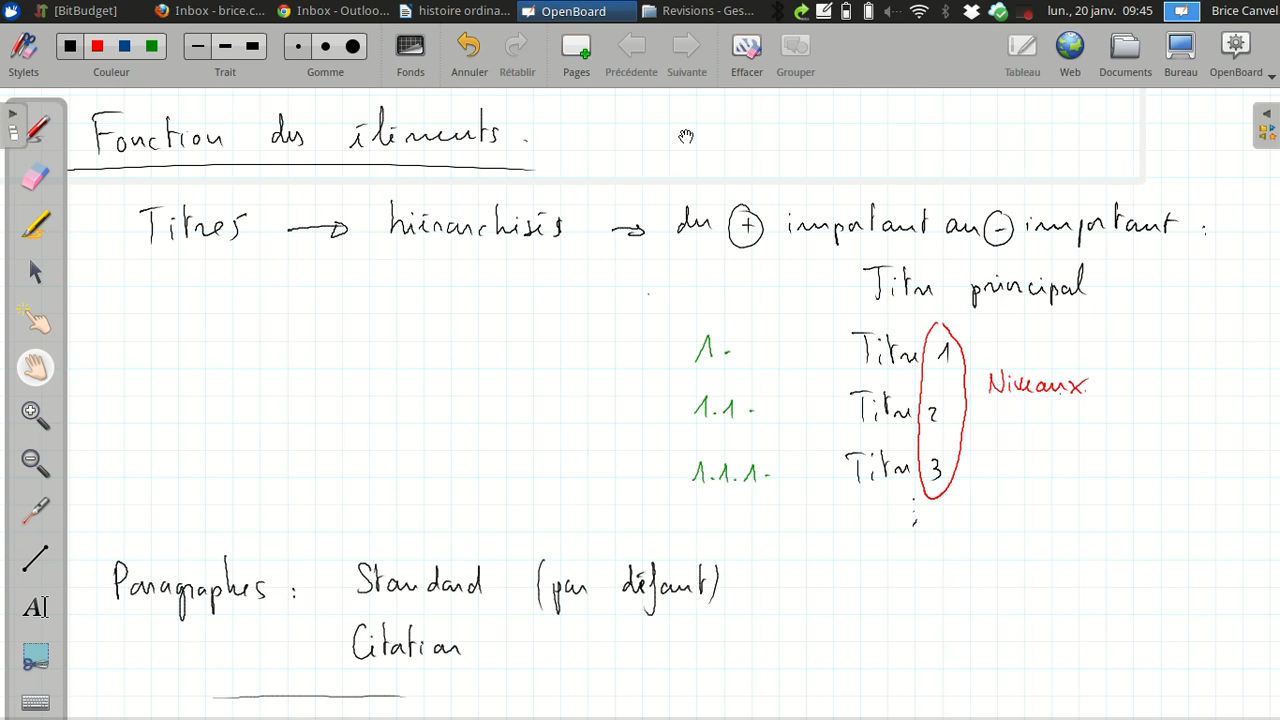 [BitBudget]
Inbox - brice.c...
Inbox - Outloo...
histoire ordina...
OpenBoard
Revisions - Ges...
lun., 20 janv., 09:45
Brice Canvel
Stylets
Couleur
Trait
Gomme
Fonds
Annuler
Rétablir
Pages
Précédente
Suivante
Effacer
Grouper
Tableau
Web
Documents
Bureau
OpenBoard
Fonction des éléments.
Titres → hiérarchisés → du + important au - important :
Titre principal
1- Titre 1
Niveaux
1.1- Titre 2
1.1.1- Titre 3
Paragraphes : Standard (par défaut)
Citation